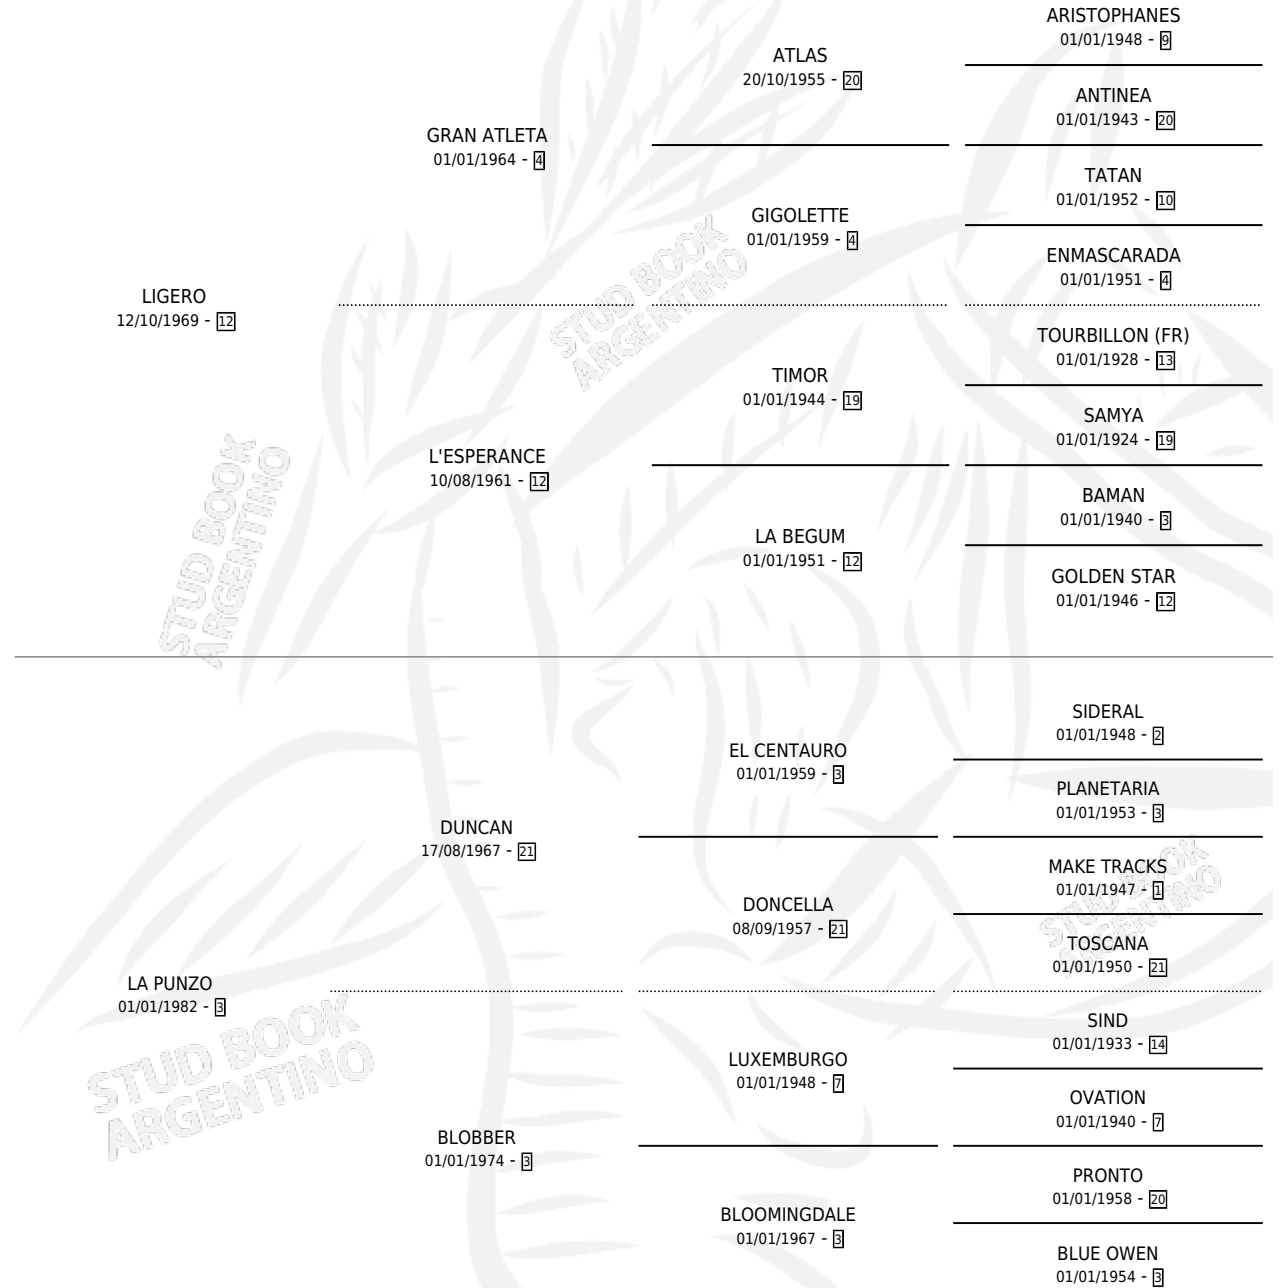 ARISTOPHANES
01/01/1948 - 9
ATLAS
20/10/1955 - 20
ANTINEA
01/01/1943 - 20
GRAN ATLETA
01/01/1964 - 4
TATAN
01/01/1952 - 10
GIGOLETTE
01/01/1959 - 4
ENMASCARADA
01/01/1951 - 4
LIGERO
12/10/1969 - 12
STUD BOOK
ARGENTINO
TOURBILLON (FR)
01/01/1928 - 13
TIMOR
01/01/1944 - 19
SAMYA
01/01/1924 - 19
L'ESPERANCE
10/08/1961 - 12
BAMAN
01/01/1940 - 3
LA BEGUM
01/01/1951 - 12
GOLDEN STAR
01/01/1946 - 12
STUD BOOK
ARGENTINO
SIDERAL
01/01/1948 - 2
EL CENTAURO
01/01/1959 - 3
PLANETARIA
01/01/1953 - 3
DUNCAN
17/08/1967 - 21
MAKE TRACKS
01/01/1947 - 1
DONCELLA
08/09/1957 - 21
STUD BOOK
ARGENTINO
TOSCANA
01/01/1950 - 21
LA PUNZO
01/01/1982 - 3
SIND
01/01/1933 - 14
LUXEMBURGO
01/01/1948 - 7
STUD BOOK
ARGENTINO
OVATION
01/01/1940 - 7
BLOBBER
01/01/1974 - 3
PRONTO
01/01/1958 - 20
BLOOMINGDALE
01/01/1967 - 3
BLUE OWEN
01/01/1954 - 3